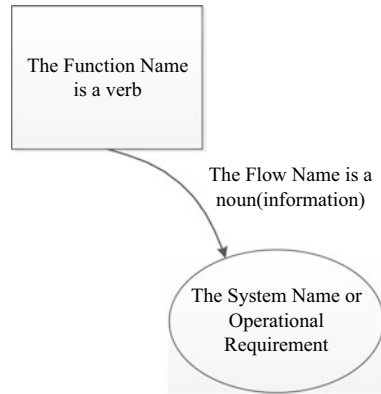 The Function Name
is a verb
The Flow Name is a
noun(information)
The System Name or
Operational
Requirement